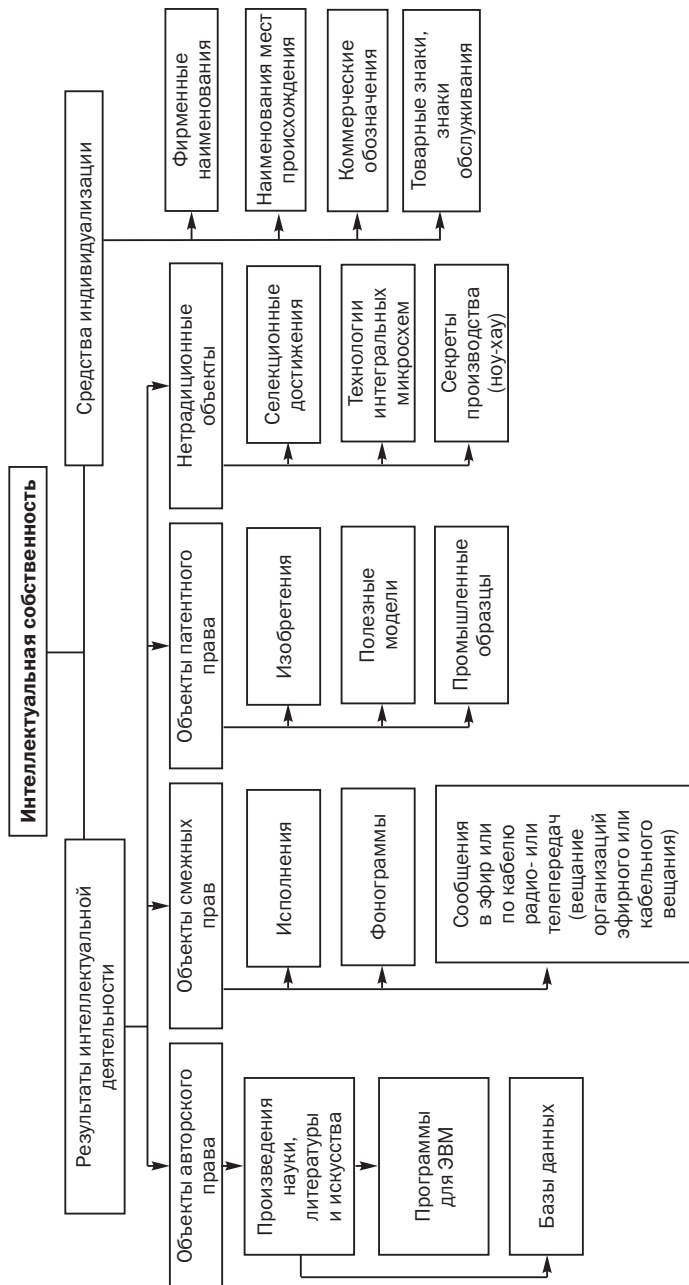 Интеллектуальная собственность
Результаты интеллектуальной
деятельности
Средства индивидуализации
Объекты авторского
права
Объекты смежных
прав
Объекты патентного
права
Нетрадиционные
объекты
Произведения
науки,
литературы
и искусства
Программы
для ЭВМ
Базы данных
Исполнения
Фонограммы
Сообщения
в эфир или
по кабелю
радио- или
телепередач
(вещание
организаций
эфирного или
кабельного
вещания)
Изобретения
Полезные
модели
Промышленные
образцы
Селекционные
достижения
Технологии
интегральных
микросхем
Секреты
производства
(ноу-хау)
Фирменные
наименования
Наименования мест
происхождения
Коммерческие
обозначения
Товарные знаки,
знаки
обслуживания